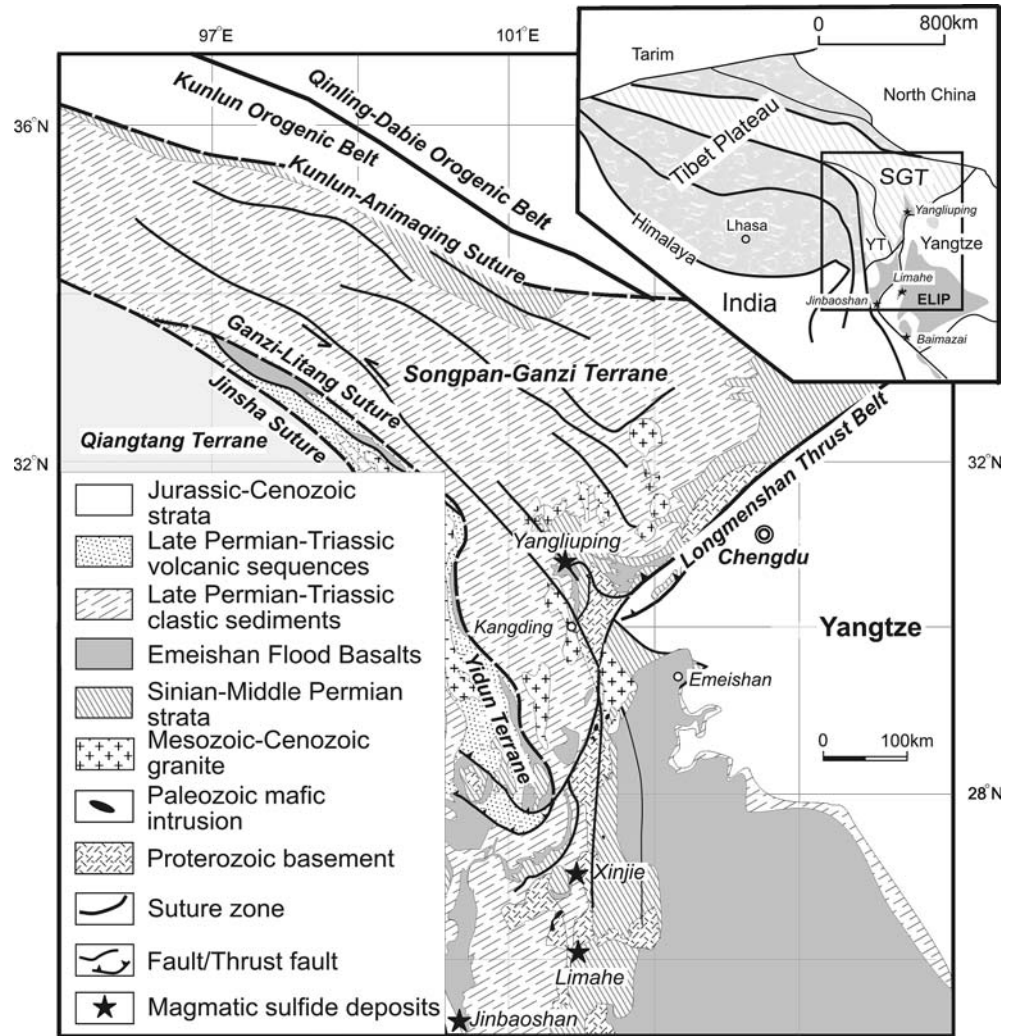 97°E
101°E
36°N
32°N
32°N
28°N
Qinling-Dabie Orogenic Belt
Kunlun Orogenic Belt
Kunlun-Animaqing Suture
Ganzi-Litang Suture
Jinsha Suture
Songpan-Ganzi Terrane
Qiangtang Terrane
Longmenshan Thrust Belt
Yangliuping
Chengdu
Kangding
Yangtze
Emeishan
Yidun Terrane
0 100km
Xinjie
Limahe
Jinbaoshan
0 800km
Tarim
North China
Tibet Plateau
SGT
Yangliuping
Lhasa
Himalaya
YT
Yangtze
Limahe
India
Jinbaoshan
ELIP
Baimazai
Jurassic-Cenozoic
strata
Late Permian-Triassic
volcanic sequences
Late Permian-Triassic
clastic sediments
Emeishan Flood Basalts
Sinian-Middle Permian
strata
Mesozoic-Cenozoic
granite
Paleozoic mafic
intrusion
Proterozoic basement
Suture zone
Fault/Thrust fault
Magmatic sulfide deposits